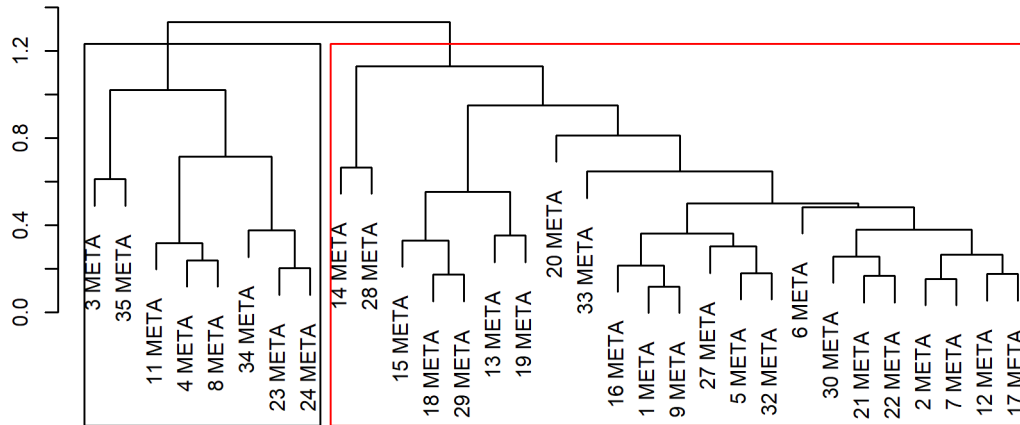 1.2
0.8
0.4
0.0
3 META
35 META
11 META
4 META
8 META
34 META
23 META
24 META
14 META
28 META
15 META
18 META
29 META
13 META
19 META
20 META
33 META
16 META
1 META
9 META
27 META
5 META
32 META
6 META
30 META
21 META
22 META
2 META
7 META
12 META
17 META